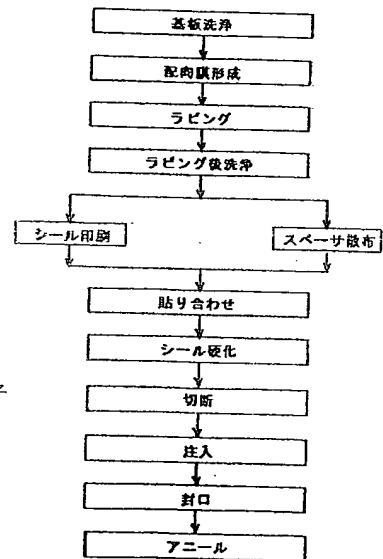 基板洗浄
配向膜形成
ラビング
ラビング後洗浄
シール印刷
スペーサ散布
貼り合わせ
シール硬化
切断
注入
封口
アニール